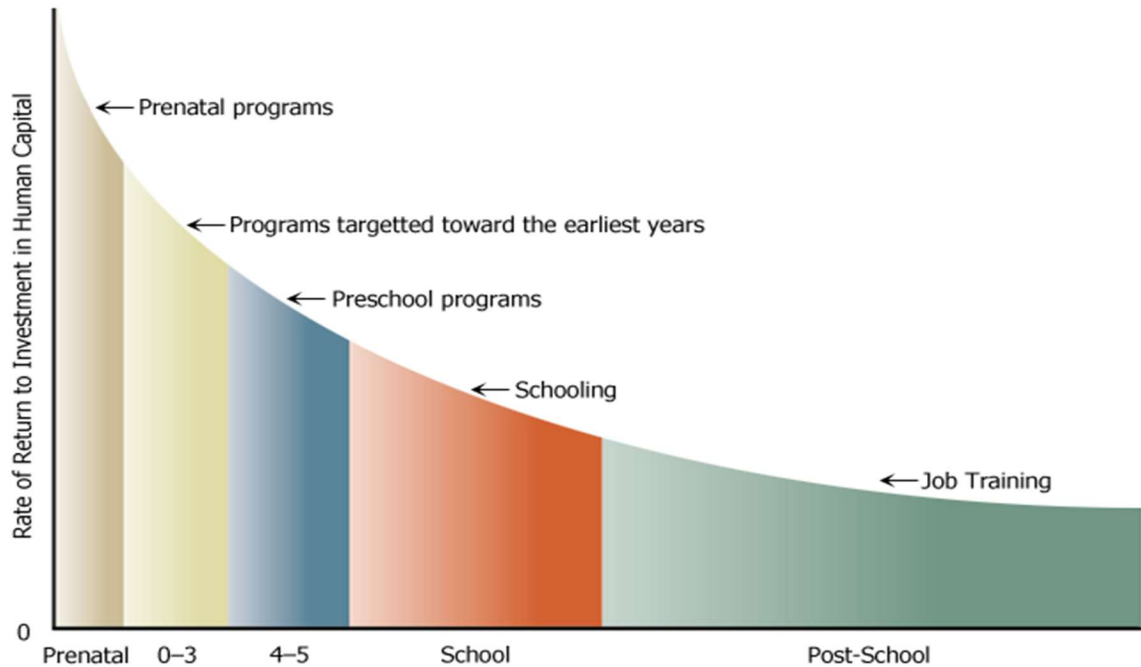 Rate of Return to Investment in Human Capital
Prenatal programs
Programs targetted toward the earliest years
Preschool programs
Schooling
Job Training
0
Prenatal
0–3
4–5
School
Post-School